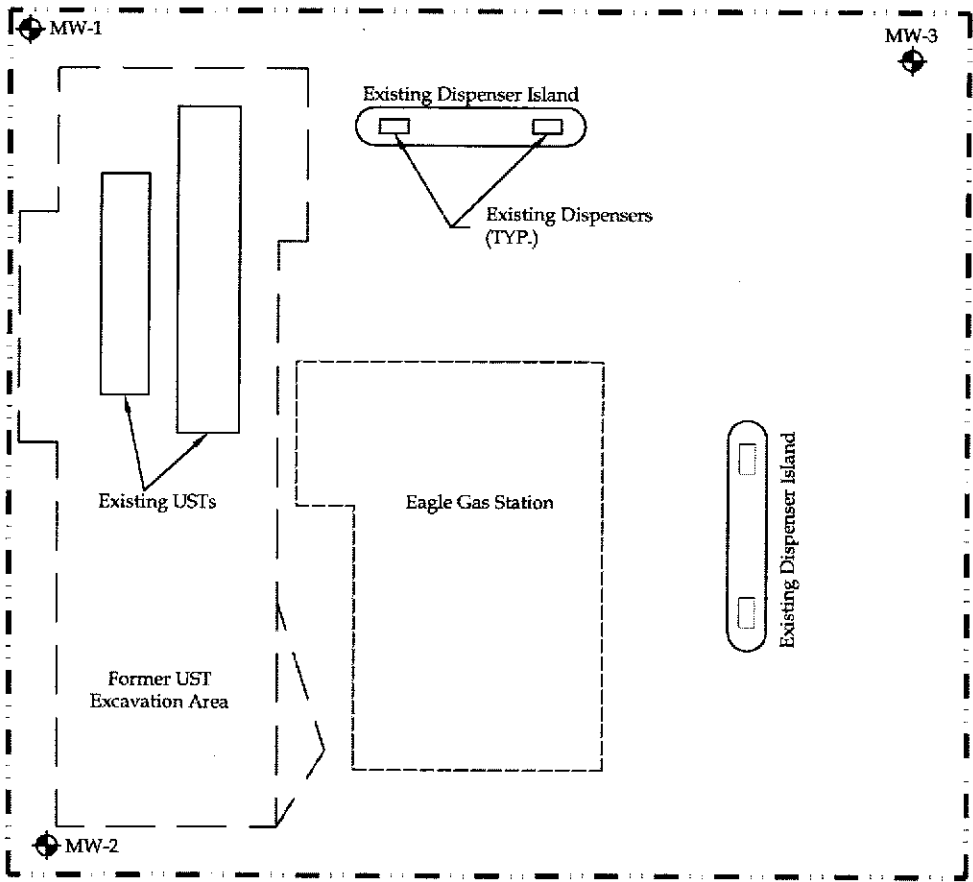 MW-1
MW-3
Existing Dispenser Island
Existing Dispensers
(TYP.)
Existing USTs
Eagle Gas Station
Existing Dispenser Island
Former UST
Excavation Area
MW-2